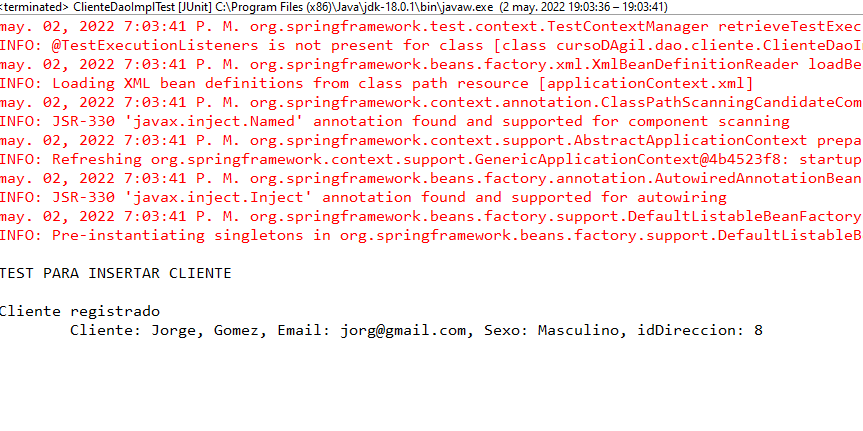 <terminated> ClienteDaoImplTest [JUnit] C:\Program Files (x86)\Java\jdk-18.0.1\bin\javaw.exe (2 may. 2022 19:03:36 – 19:03:41)
may. 02, 2022 7:03:41 P. M. org.springframework.test.context.TestContextManager retrieveTestExec
INFO: @TestExecutionListeners is not present for class [class cursoDAgil.dao.cliente.ClienteDaoI
may. 02, 2022 7:03:41 P. M. org.springframework.beans.factory.xml.XmlBeanDefinitionReader loadBe
INFO: Loading XML bean definitions from class path resource [applicationContext.xml]
may. 02, 2022 7:03:41 P. M. org.springframework.context.annotation.ClassPathScanningCandidateCom
INFO: JSR-330 'javax.inject.Named' annotation found and supported for component scanning
may. 02, 2022 7:03:41 P. M. org.springframework.context.support.AbstractApplicationContext prepa
INFO: Refreshing org.springframework.context.support.GenericApplicationContext@4b4523f8: startup
may. 02, 2022 7:03:41 P. M. org.springframework.beans.factory.annotation.AutowiredAnnotationBean
INFO: JSR-330 'javax.inject.Inject' annotation found and supported for autowiring
may. 02, 2022 7:03:41 P. M. org.springframework.beans.factory.support.DefaultListableBeanFactory
INFO: Pre-instantiating singletons in org.springframework.beans.factory.support.DefaultListableB
TEST PARA INSERTAR CLIENTE
Cliente registrado
Cliente: Jorge, Gomez, Email: jorg@gmail.com, Sexo: Masculino, idDireccion: 8